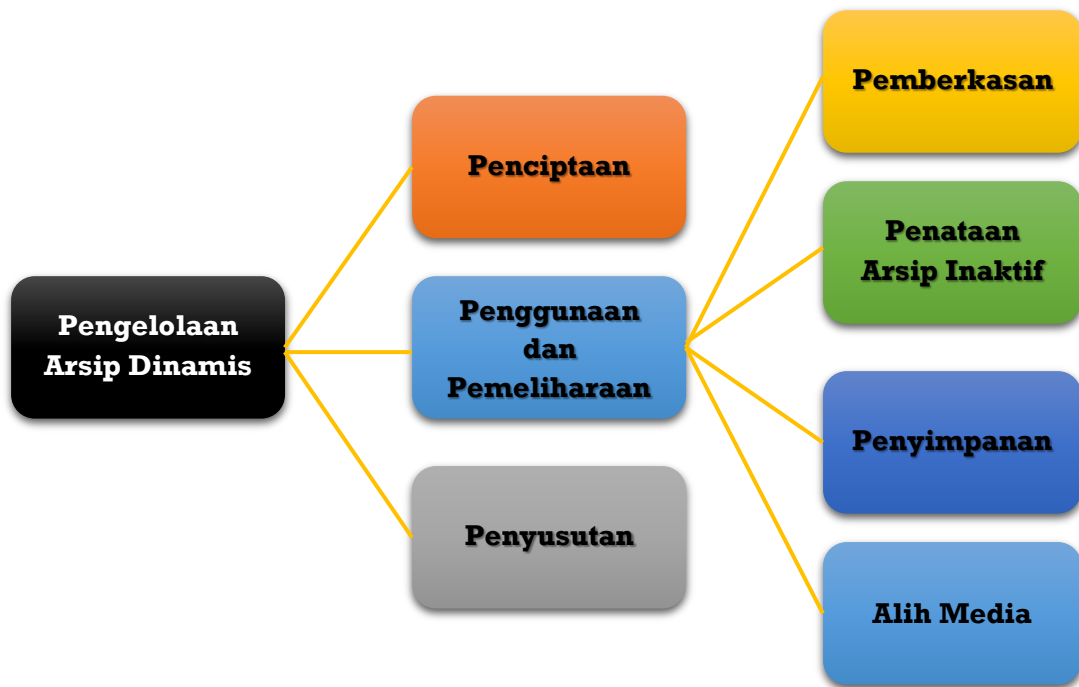 Pengelolaan
Arsip Dinamis
Penciptaan
Penggunaan
dan
Pemeliharaan
Penyusutan
Pemberkasan
Penataan
Arsip Inaktif
Penyimpanan
Alih Media